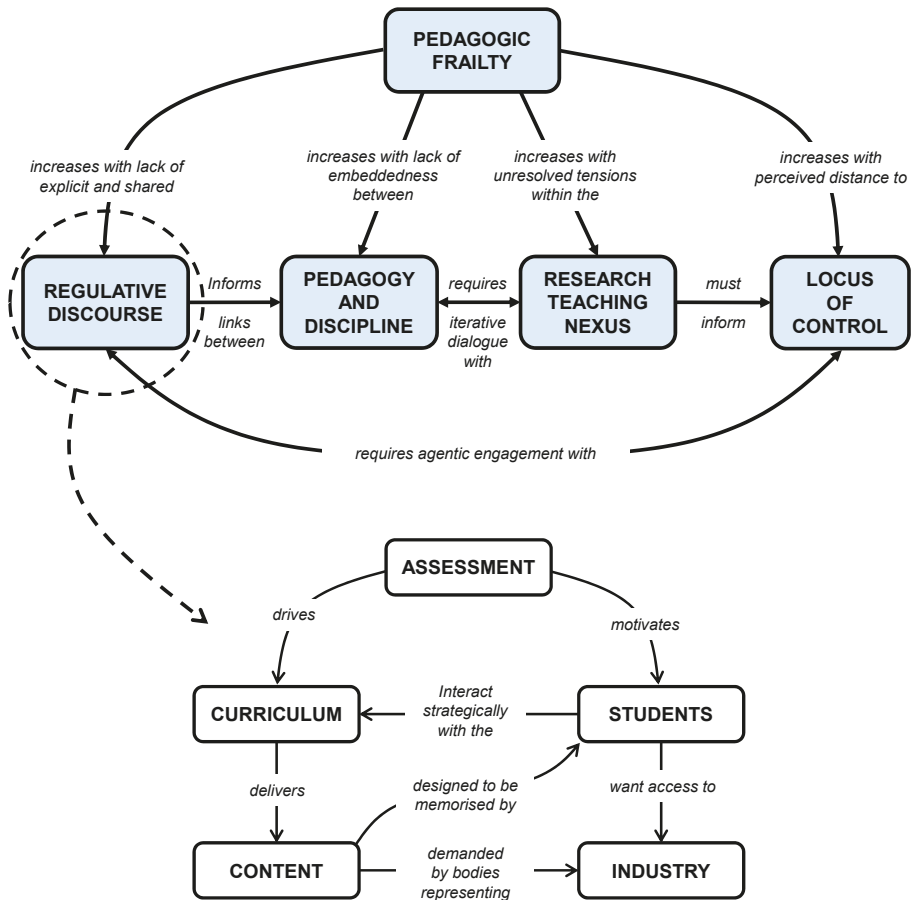 PEDAGOGIC
FRAILTY
increases with lack of
explicit and shared
increases with lack of
embeddedness
between
increases with
unresolved tensions
within the
increases with
perceived distance to
REGULATIVE
DISCOURSE
Informs
links
between
PEDAGOGY
AND
DISCIPLINE
requires
iterative
dialogue
with
RESEARCH
TEACHING
NEXUS
must
inform
LOCUS
OF
CONTROL
requires agentic engagement with
ASSESSMENT
drives
motivates
CURRICULUM
Interact
strategically
with the
STUDENTS
delivers
designed to be
memorised by
want access to
CONTENT
demanded
by bodies
representing
INDUSTRY